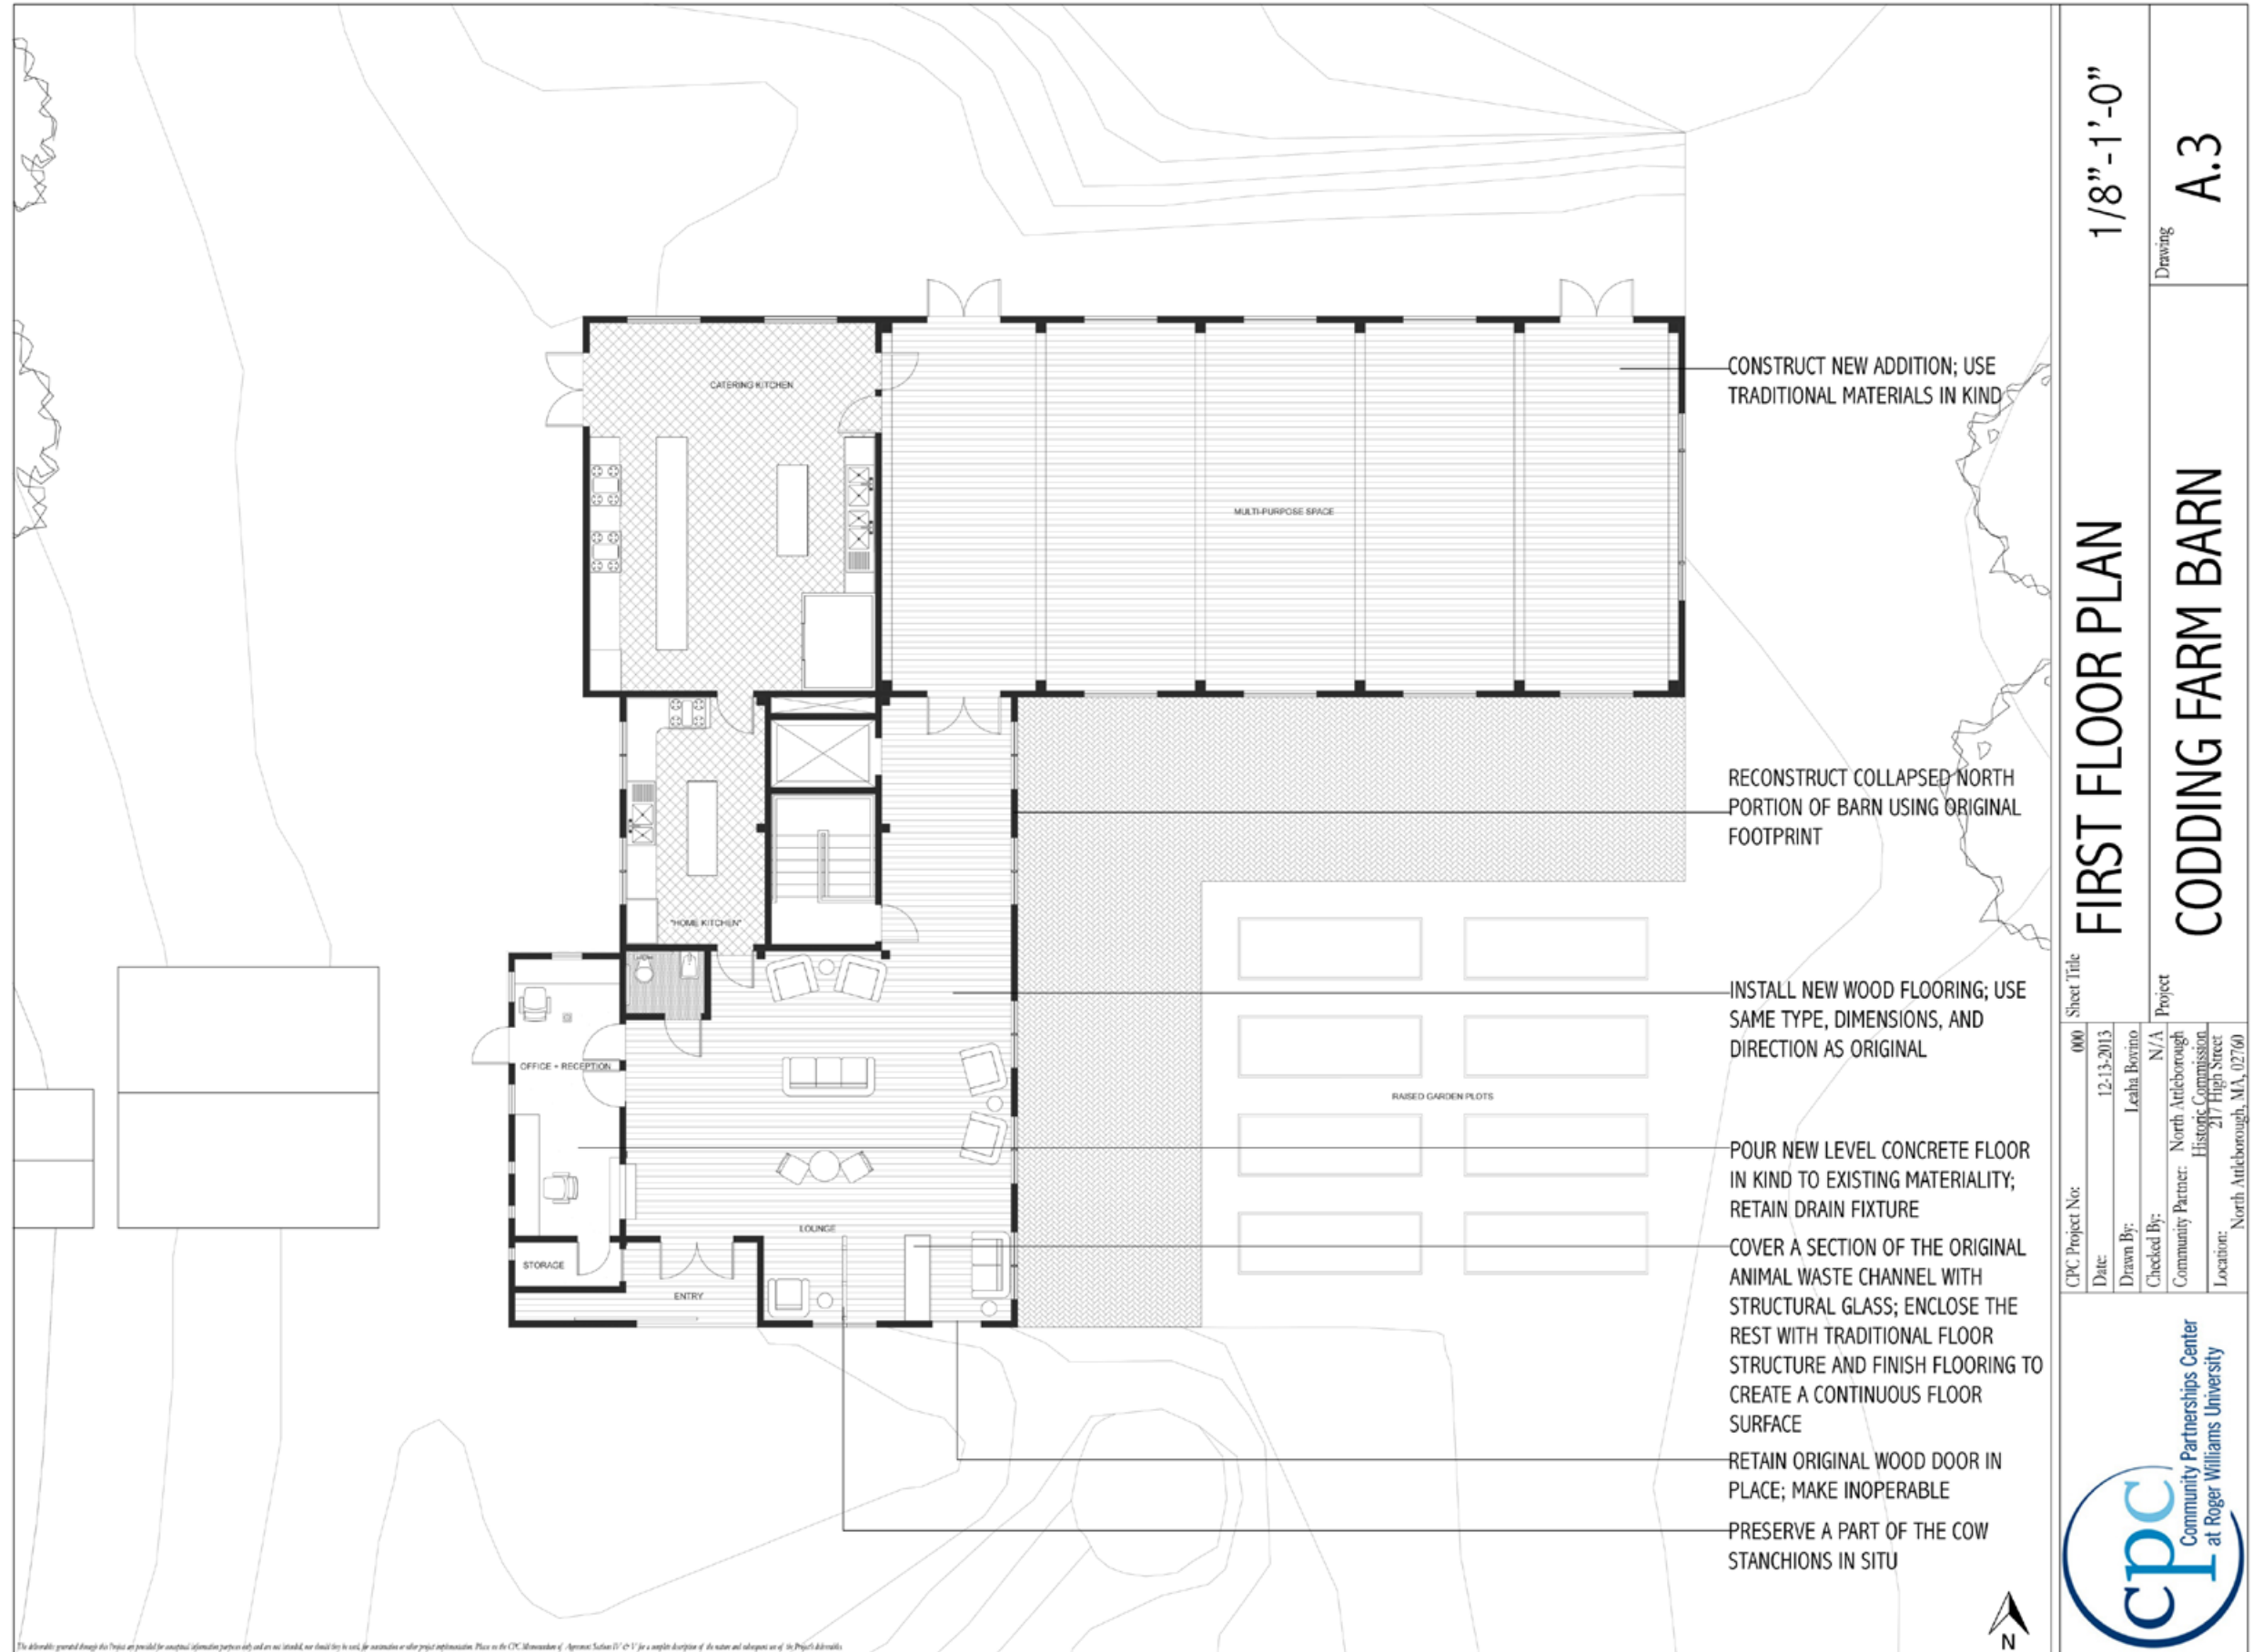 CATERING KITCHEN
MULTI-PURPOSE SPACE
"HOME KITCHEN"
OFFICE + RECEPTION
RAISED GARDEN PLOTS
LOUNGE
STORAGE
ENTRY
CONSTRUCT NEW ADDITION; USE
TRADITIONAL MATERIALS IN KIND
RECONSTRUCT COLLAPSED NORTH
PORTION OF BARN USING ORIGINAL
FOOTPRINT
INSTALL NEW WOOD FLOORING; USE
SAME TYPE, DIMENSIONS, AND
DIRECTION AS ORIGINAL
POUR NEW LEVEL CONCRETE FLOOR
IN KIND TO EXISTING MATERIALITY;
RETAIN DRAIN FIXTURE
COVER A SECTION OF THE ORIGINAL
ANIMAL WASTE CHANNEL WITH
STRUCTURAL GLASS; ENCLOSE THE
REST WITH TRADITIONAL FLOOR
STRUCTURE AND FINISH FLOORING TO
CREATE A CONTINUOUS FLOOR
SURFACE
RETAIN ORIGINAL WOOD DOOR IN
PLACE; MAKE INOPERABLE
PRESERVE A PART OF THE COW
STANCHIONS IN SITU
N
Sheet Title
FIRST FLOOR PLAN
1/8"-1'-0"
Project
CODDING FARM BARN
Drawing
A.3
CPC Project No: 000
Date: 12-13-2013
Drawn By: Leaha Bovino
Checked By: N/A
Community Partner: North Attleborough
Historic Commission
Location: 217 High Street
North Attleborough, MA, 02760
cpc
Community Partnerships Center
at Roger Williams University